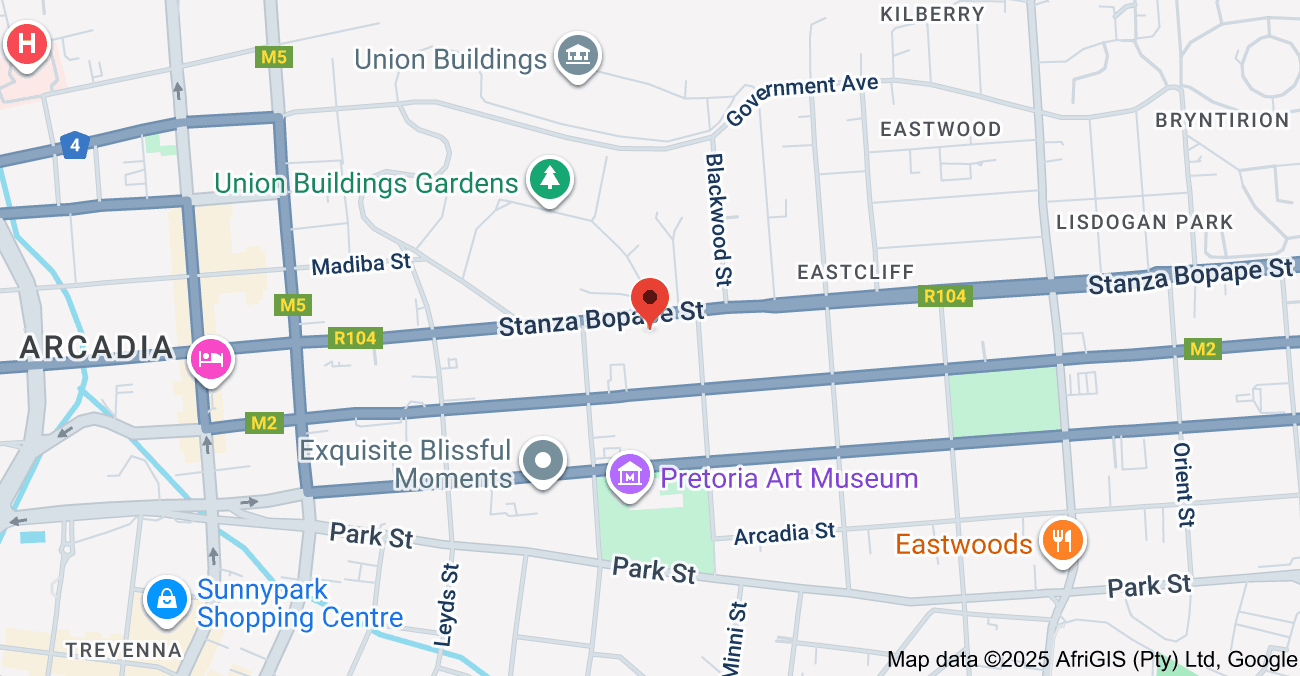 KILBERRY
H
M5
Union Buildings
Government Ave
4
EASTWOOD
BRYNTIRION
Union Buildings Gardens
Blackwood St
LISDOGAN PARK
Madiba St
EASTCLIFF
Stanza Bopape St
R104
M5
Stanza Bopape St
R104
ARCADIA
M2
M2
Exquisite Blissful
Moments
M
Pretoria Art Museum
Orient St
Park St
Arcadia St
Eastwoods
Park St
Park St
Leyds St
Sunnypark
Shopping Centre
Minni St
TREVENNA
Map data ©2025 AfriGIS (Pty) Ltd, Google